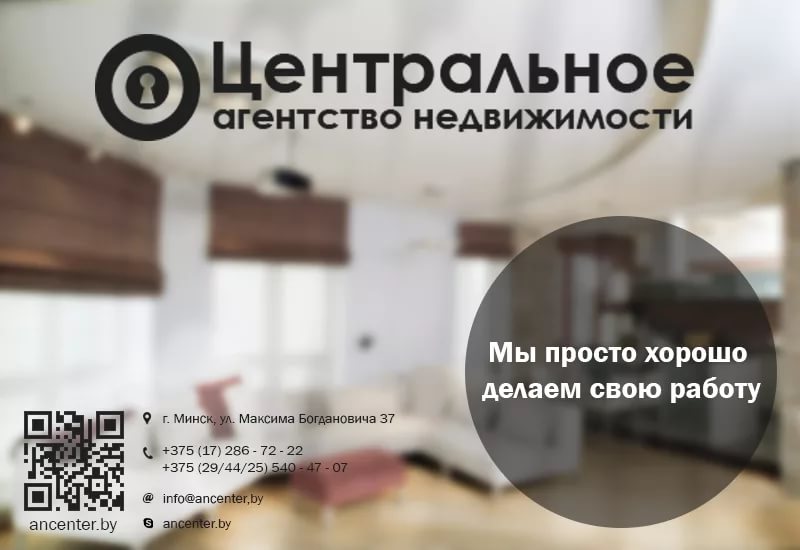 Центральное
агентство недвижимости
Мы просто хорошо
делаем свою работу
г. Минск, ул. Максима Богдановича 37
+375 (17) 286 - 72 - 22
+375 (29/44/25) 540 - 47 - 07
info@ancenter,by
ancenter.by
ancenter.by